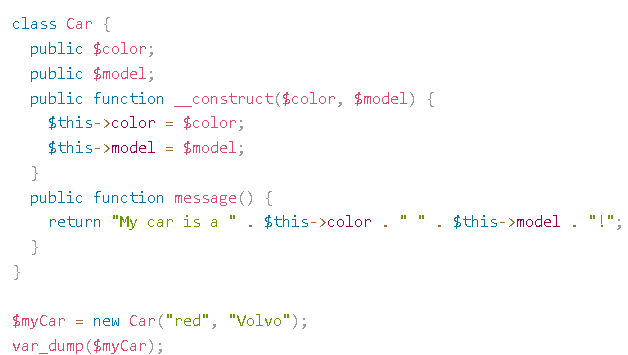 class Car {
  public $color;
  public $model;
  public function __construct($color, $model) {
    $this->color = $color;
    $this->model = $model;
  }
  public function message() {
    return "My car is a " . $this->color . " " . $this->model . "!";
  }
}

$myCar = new Car("red", "Volvo");
var_dump($myCar);